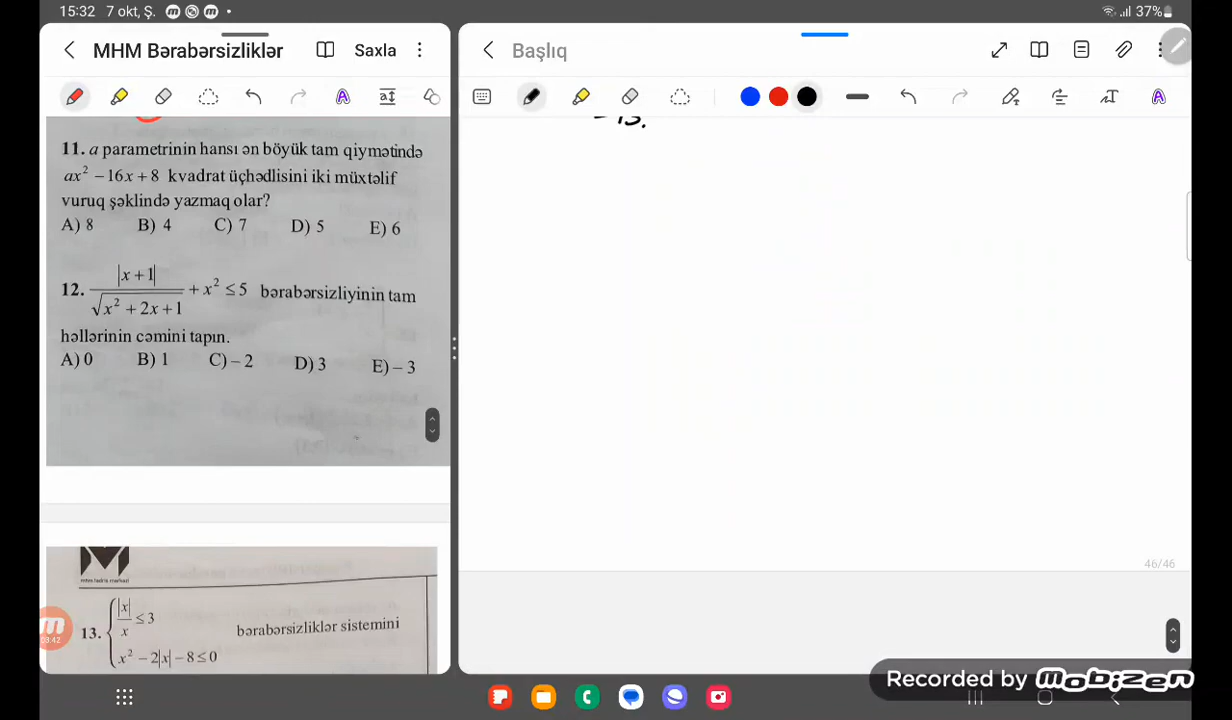 15:32 7 okt, Ş.
37%
MHM Bərabərsizliklər
Saxla
Başlıq
-13.
11. a parametrinin hansı ən böyük tam qiymətində
ax² – 16x + 8 kvadrat üçhədlisini iki müxtəlif
vuruq şəklində yazmaq olar?
A) 8 B) 4 C) 7 D) 5 E) 6
12. |x + 1| / √(x² + 2x + 1) + x² ≤ 5 bərabərsizliyinin tam
həllərinin cəmini tapın.
A) 0 B) 1 C) – 2 D) 3 E) – 3
46/46
13. { |x| / x ≤ 3
bərabərsizliklər sistemini
x² – 2|x| – 8 ≤ 0
Recorded by mobizen